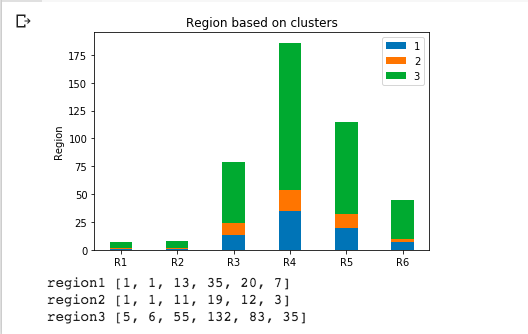 Region based on clusters
1
2
3
175
150
125
100
75
50
25
0
Region
R1 R2 R3 R4 R5 R6
region1 [1, 1, 13, 35, 20, 7]
region2 [1, 1, 11, 19, 12, 3]
region3 [5, 6, 55, 132, 83, 35]